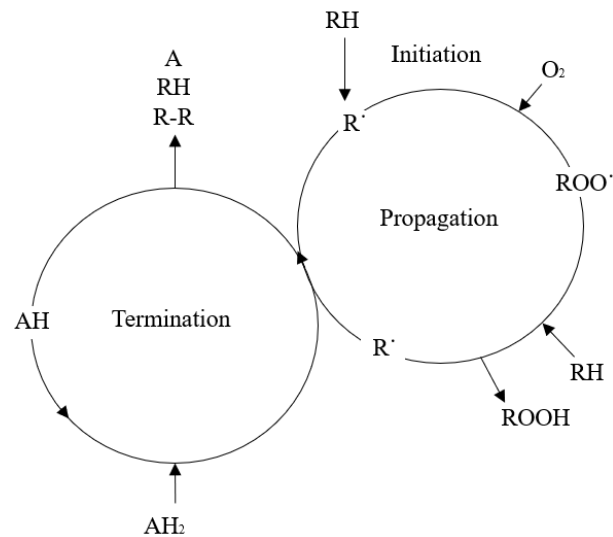 RH
Initiation
A
RH
R-R
O₂
R˙
ROO˙
Propagation
AH
Termination
R˙
RH
ROOH
AH₂